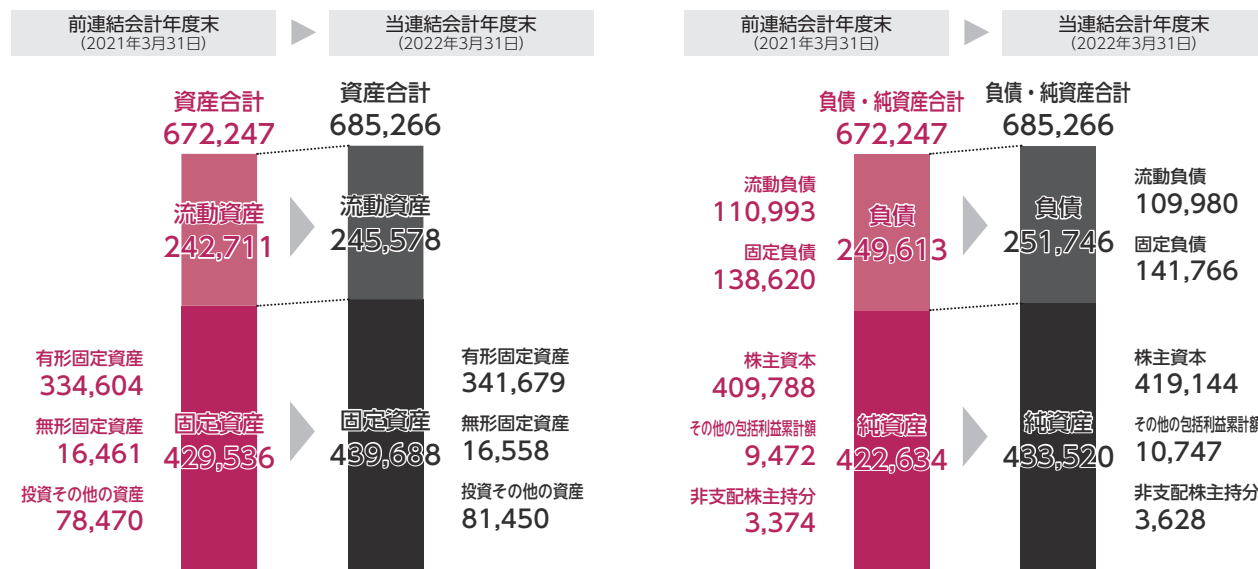 前連結会計年度末
(2021年3月31日)
当連結会計年度末
(2022年3月31日)
資産合計
672,247
資産合計
685,266
流動資産
242,711
流動資産
245,578
有形固定資産
334,604
無形固定資産
16,461
投資その他の資産
78,470
固定資産
429,536
固定資産
439,688
有形固定資産
341,679
無形固定資産
16,558
投資その他の資産
81,450
前連結会計年度末
(2021年3月31日)
当連結会計年度末
(2022年3月31日)
負債・純資産合計
672,247
負債・純資産合計
685,266
流動負債
110,993
固定負債
138,620
負債
249,613
負債
251,746
流動負債
109,980
固定負債
141,766
株主資本
409,788
その他の包括利益累計額
9,472
非支配株主持分
3,374
純資産
422,634
純資産
433,520
株主資本
419,144
その他の包括利益累計額
10,747
非支配株主持分
3,628